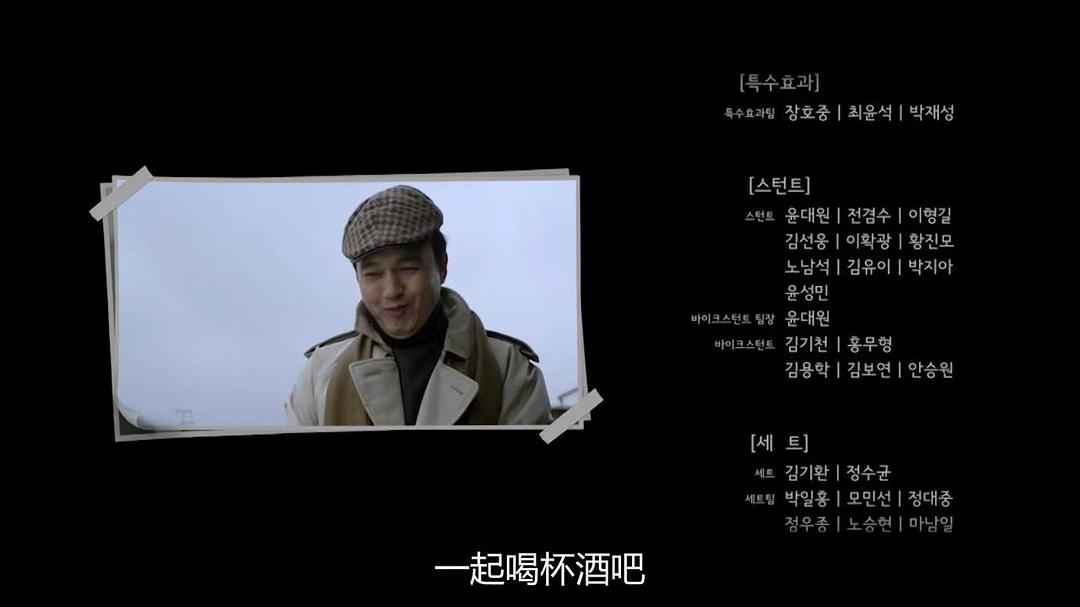 [특수효과]
특수효과팀 장호중 | 최윤석 | 박재성
[스턴트]
스턴트 윤대원 | 전겸수 | 이형길
김선웅 | 이확광 | 황진모
노남석 | 김유이 | 박지아
윤성민
바이크스턴트 팀장 윤대원
바이크스턴트 김기천 | 홍무형
김용학 | 김보연 | 안승원
[세 트]
세트 김기환 | 정수균
세트팀 박일홍 | 모민선 | 정대중
정우종 | 노승현 | 마남일
一起喝杯酒吧